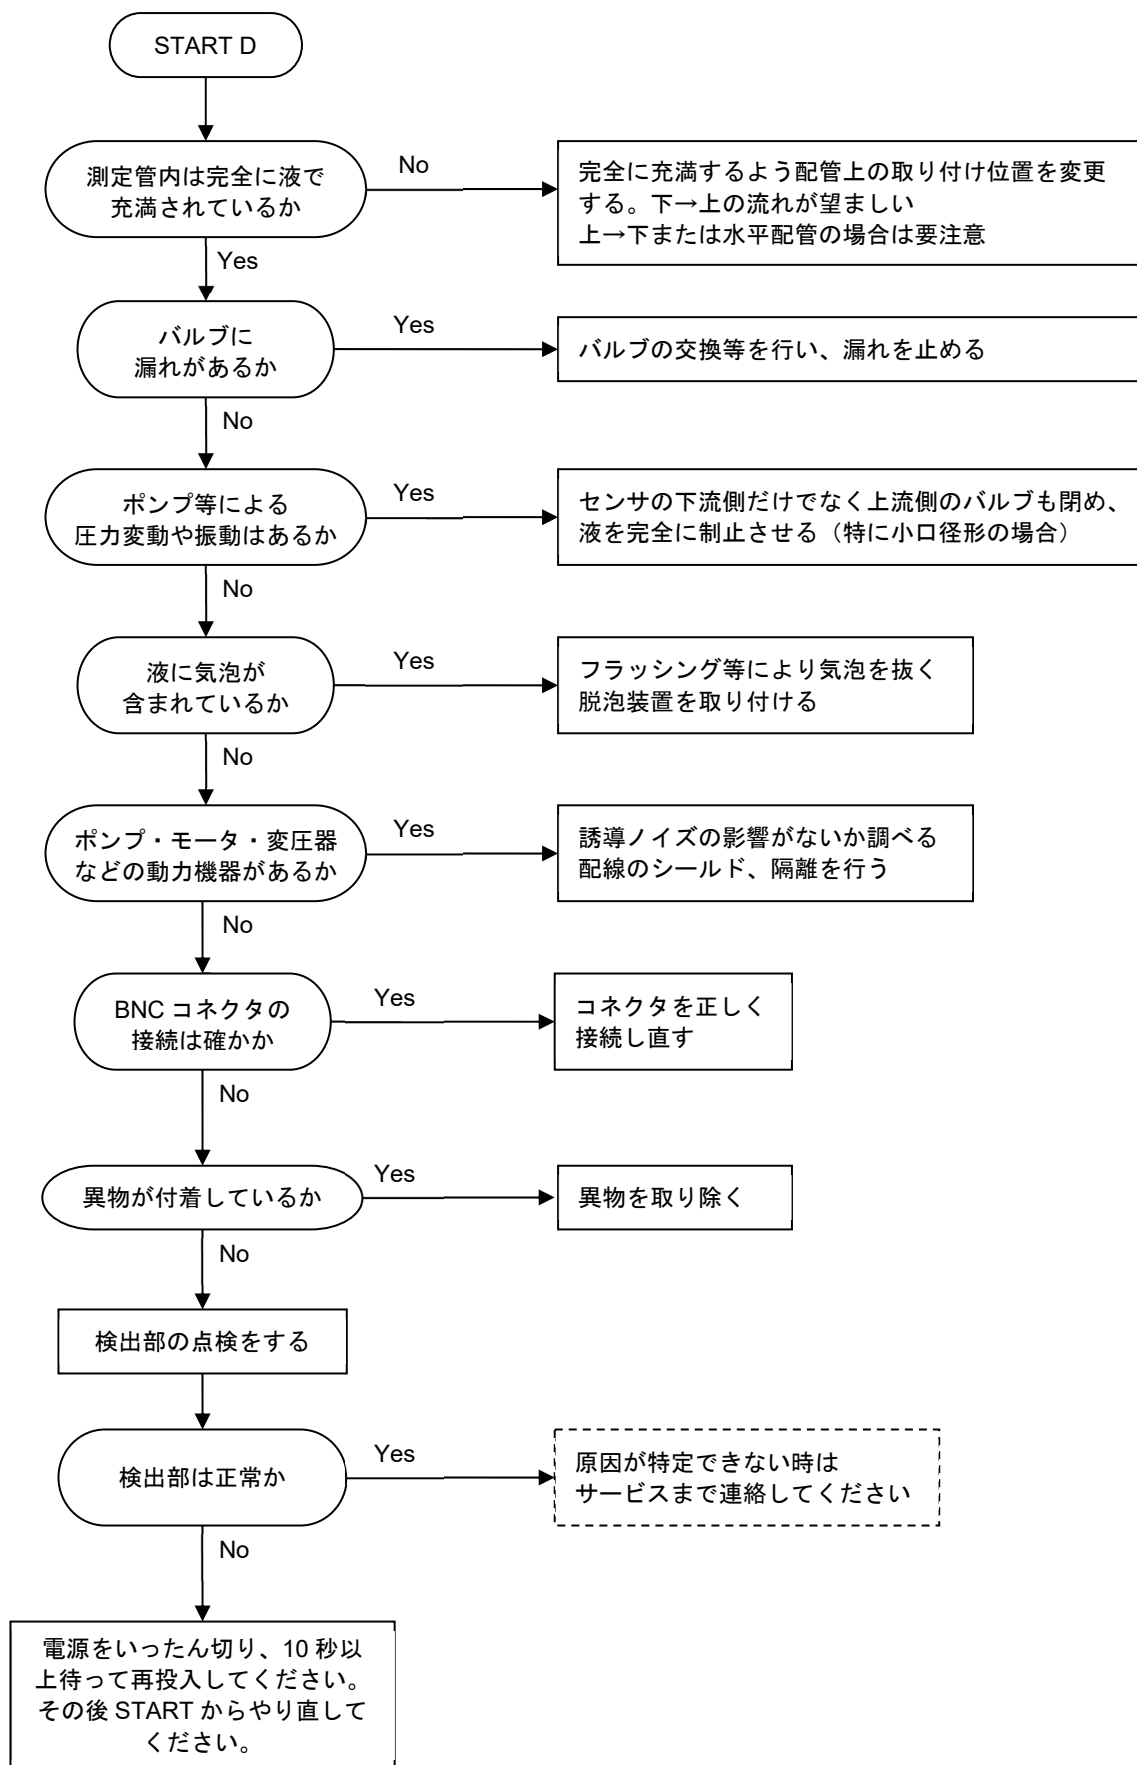 START D
測定管内は完全に液で
充満されているか
No
完全に充満するよう配管上の取り付け位置を変更
する。下→上の流れが望ましい
上→下または水平配管の場合は要注意
Yes
バルブに
漏れがあるか
Yes
バルブの交換等を行い、漏れを止める
No
ポンプ等による
圧力変動や振動はあるか
Yes
センサの下流側だけでなく上流側のバルブも閉め、
液を完全に制止させる（特に小口径形の場合）
No
液に気泡が
含まれているか
Yes
フラッシング等により気泡を抜く
脱泡装置を取り付ける
No
ポンプ・モータ・変圧器
などの動力機器があるか
Yes
誘導ノイズの影響がないか調べる
配線のシールド、隔離を行う
No
BNC コネクタの
接続は確かか
Yes
コネクタを正しく
接続し直す
No
異物が付着しているか
Yes
異物を取り除く
No
検出部の点検をする
検出部は正常か
Yes
原因が特定できない時は
サービスまで連絡してください
No
電源をいったん切り、10 秒以
上待って再投入してください。
その後 START からやり直して
ください。